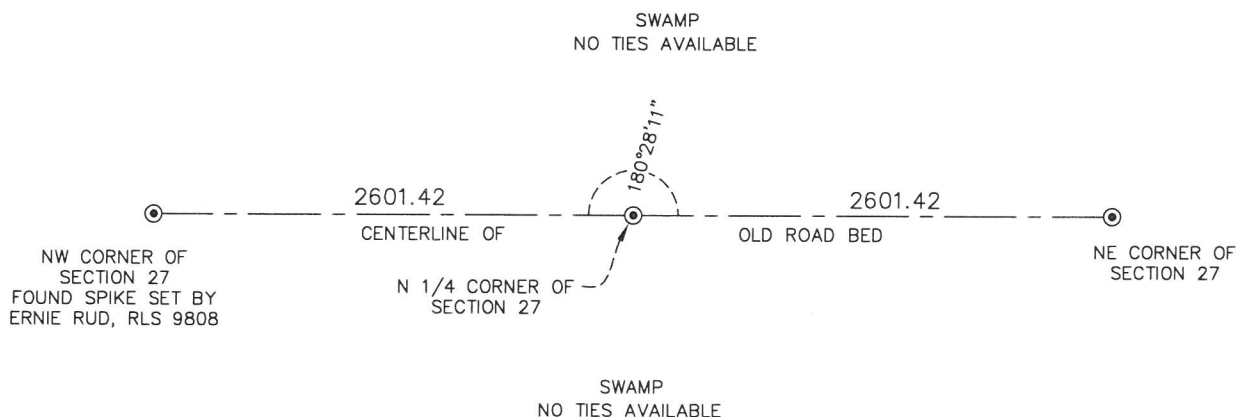 SWAMP
NO TIES AVAILABLE
180°28'11"
2601.42
2601.42
CENTERLINE OF
OLD ROAD BED
NW CORNER OF
SECTION 27
FOUND SPIKE SET BY
ERNIE RUD, RLS 9808
N 1/4 CORNER OF
SECTION 27
NE CORNER OF
SECTION 27
SWAMP
NO TIES AVAILABLE